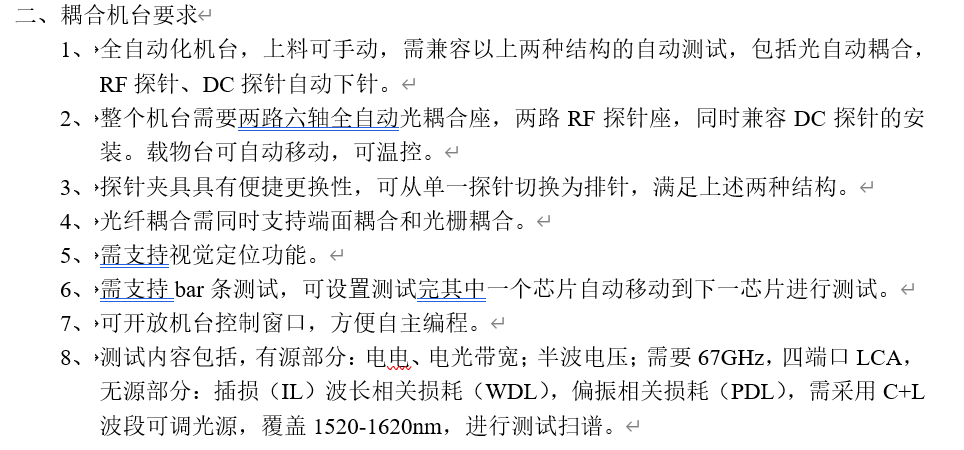 二、耦合机台要求
1、全自动化机台，上料可手动，需兼容以上两种结构的自动测试，包括光自动耦合，
RF 探针、DC 探针自动下针。
2、整个机台需要两路六轴全自动光耦合座，两路 RF 探针座，同时兼容 DC 探针的安
装。载物台可自动移动，可温控。
3、探针夹具具有便捷更换性，可从单一探针切换为排针，满足上述两种结构。
4、光纤耦合需同时支持端面耦合和光栅耦合。
5、需支持视觉定位功能。
6、需支持 bar 条测试，可设置测试完其中一个芯片自动移动到下一芯片进行测试。
7、可开放机台控制窗口，方便自主编程。
8、测试内容包括，有源部分：电电、电光带宽；半波电压；需要 67GHz，四端口 LCA，
无源部分：插损（IL）波长相关损耗（WDL），偏振相关损耗（PDL），需采用 C+L
波段可调光源，覆盖 1520-1620nm，进行测试扫谱。